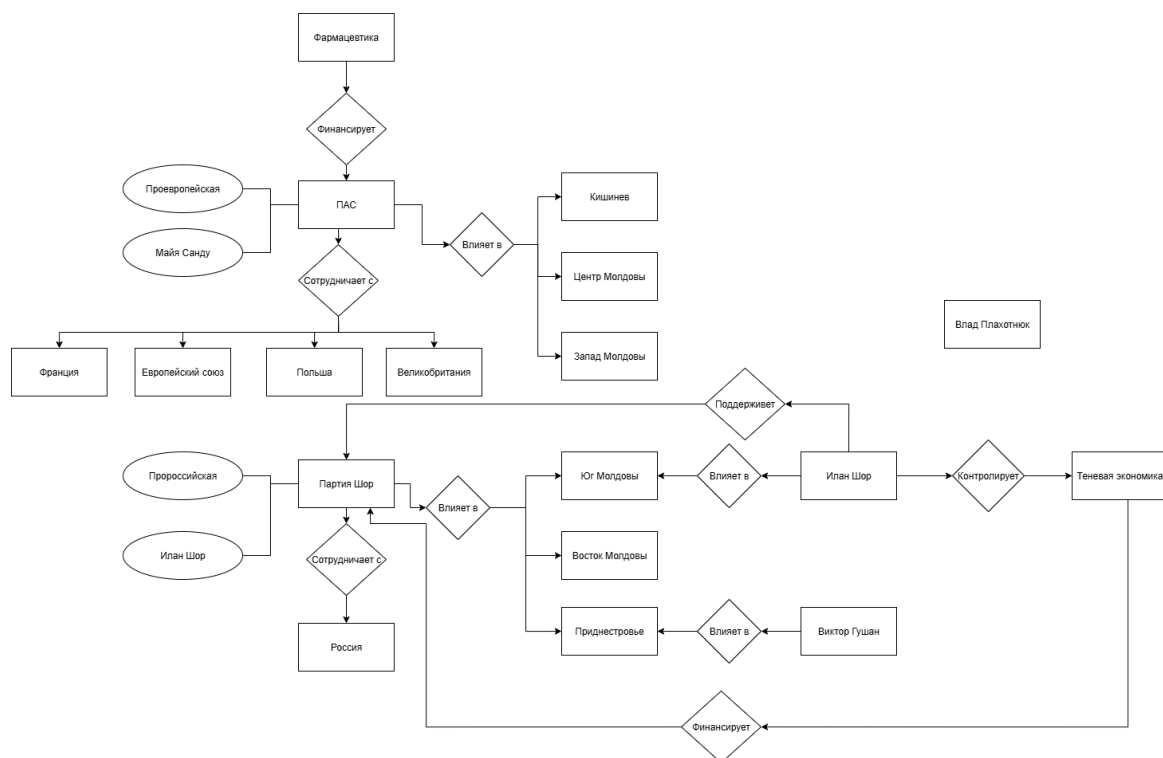 Фармацевтика
Финансирует
Проевропейская
ПАС
Кишинев
Влияет в
Майя Санду
Сотрудничает с
Центр Молдовы
Влад Плахотнюк
Франция
Европейский союз
Польша
Великобритания
Запад Молдовы
Поддерживет
Пророссийская
Партия Шор
Влияет в
Юг Молдовы
Влияет в
Илан Шор
Контролирует
Теневая экономика
Илан Шор
Сотрудничает с
Восток Молдовы
Приднестровье
Влияет в
Виктор Гушан
Россия
Финансирует